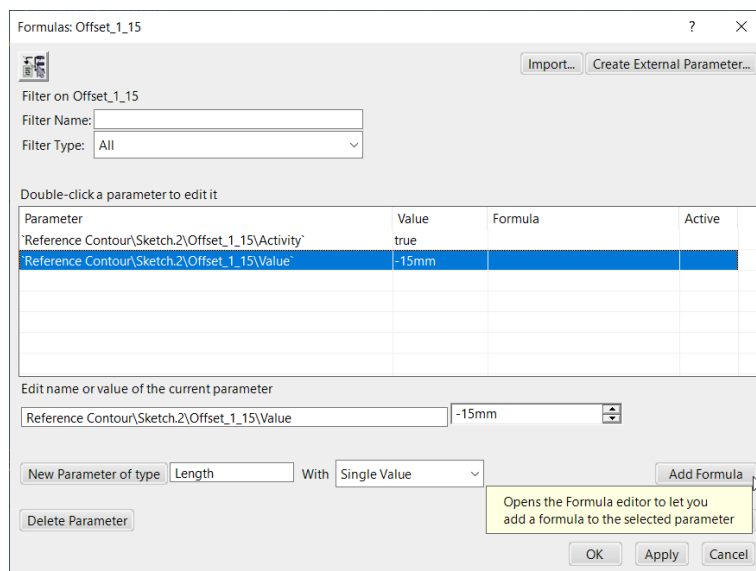 Formulas: Offset_1_15
Import...
Create External Parameter...
Filter on Offset_1_15
Filter Name:
Filter Type: All
Double-click a parameter to edit it
Parameter Value Formula Active
`Reference Contour\Sketch.2\Offset_1_15\Activity` true
`Reference Contour\Sketch.2\Offset_1_15\Value` -15mm
Edit name or value of the current parameter
Reference Contour\Sketch.2\Offset_1_15\Value -15mm
New Parameter of type Length With Single Value Add Formula
Opens the Formula editor to let you
add a formula to the selected parameter
Delete Parameter
OK Apply Cancel